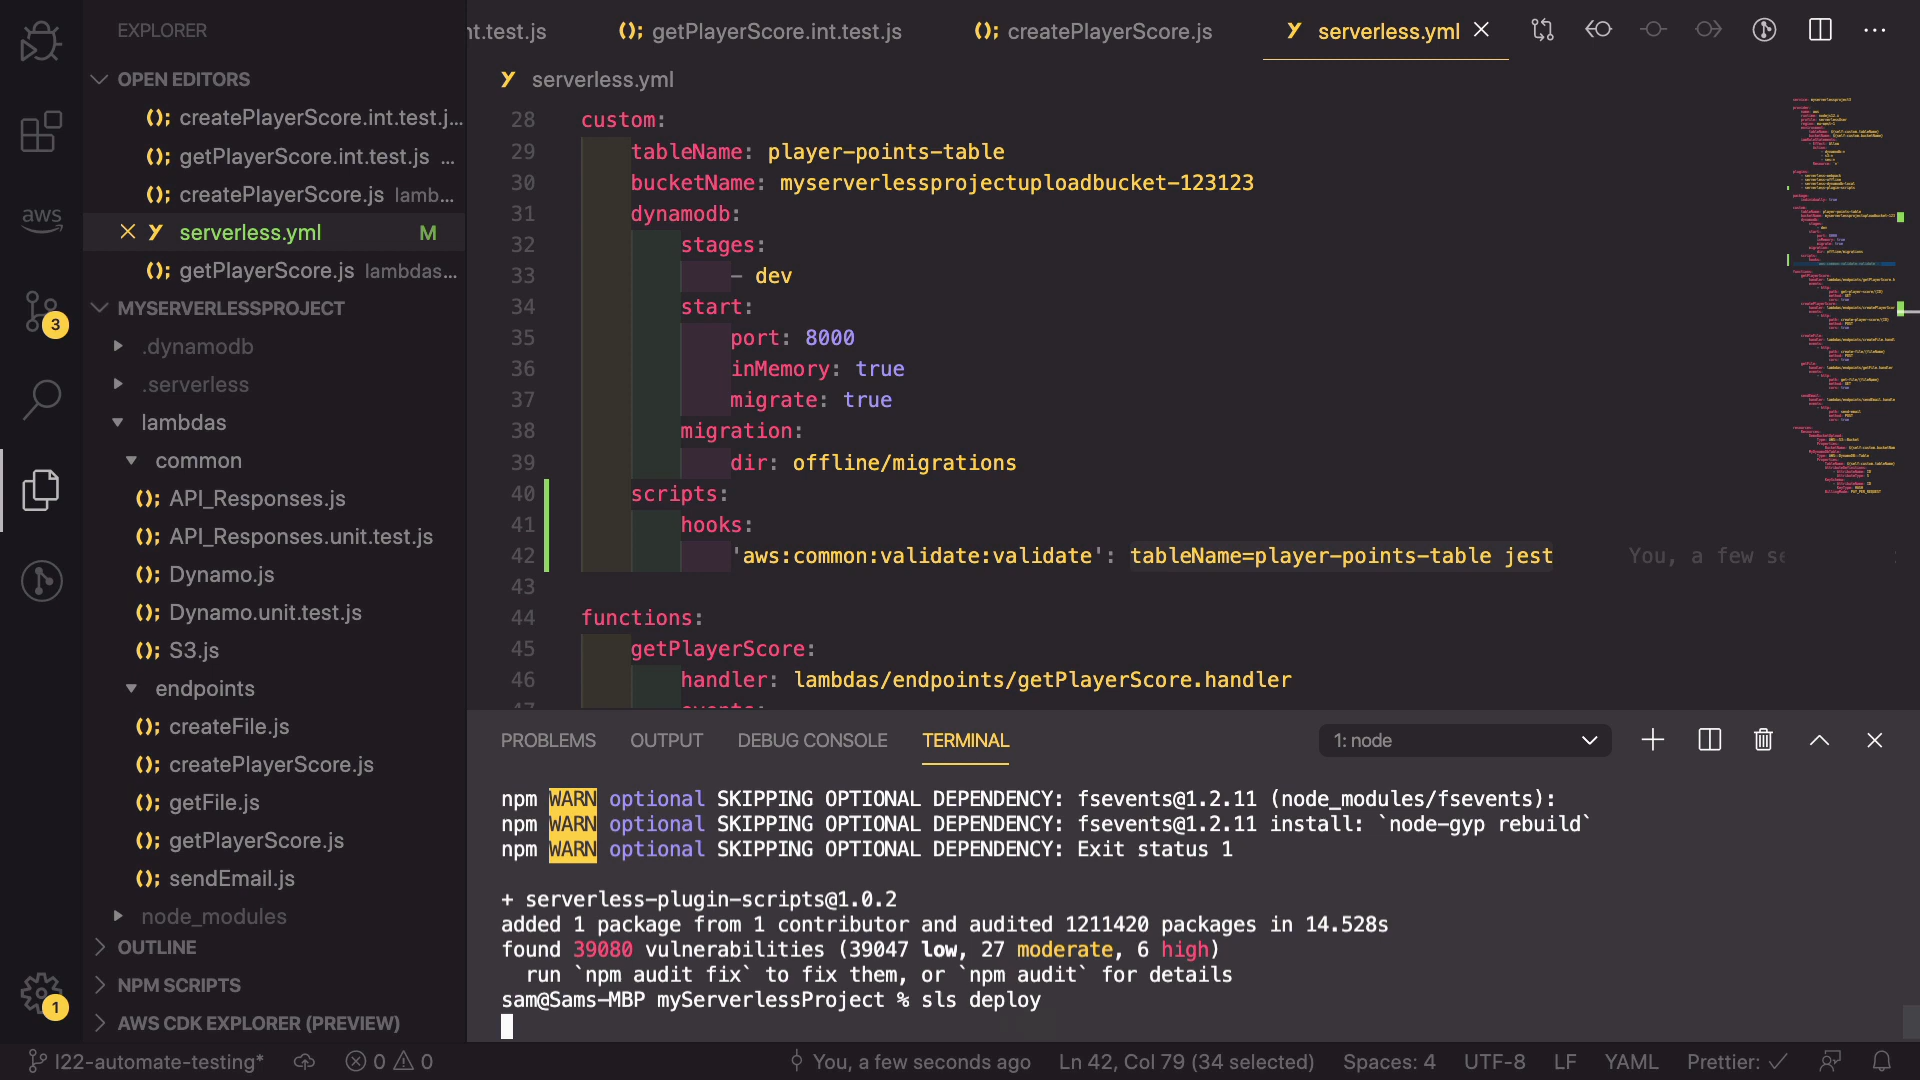 EXPLORER
OPEN EDITORS
createPlayerScore.int.test.j...
getPlayerScore.int.test.js ...
createPlayerScore.js lamb...
serverless.yml M
getPlayerScore.js lambdas...
MYSERVERLESSPROJECT
.dynamodb
.serverless
lambdas
common
API_Responses.js
API_Responses.unit.test.js
Dynamo.js
Dynamo.unit.test.js
S3.js
endpoints
createFile.js
createPlayerScore.js
getFile.js
getPlayerScore.js
sendEmail.js
node_modules
OUTLINE
NPM SCRIPTS
AWS CDK EXPLORER (PREVIEW)
aws
3
1
nt.test.js
getPlayerScore.int.test.js
createPlayerScore.js
serverless.yml
serverless.yml
28 custom:
29 tableName: player-points-table
30 bucketName: myserverlessprojectuploadbucket-123123
31 dynamodb:
32 stages:
33 - dev
34 start:
35 port: 8000
36 inMemory: true
37 migrate: true
38 migration:
39 dir: offline/migrations
40 scripts:
41 hooks:
42 'aws:common:validate:validate': tableName=player-points-table jest You, a few se
43
44 functions:
45 getPlayerScore:
46 handler: lambdas/endpoints/getPlayerScore.handler
47 events:
PROBLEMS OUTPUT DEBUG CONSOLE TERMINAL 1: node
npm WARN optional SKIPPING OPTIONAL DEPENDENCY: fsevents@1.2.11 (node_modules/fsevents):
npm WARN optional SKIPPING OPTIONAL DEPENDENCY: fsevents@1.2.11 install: `node-gyp rebuild`
npm WARN optional SKIPPING OPTIONAL DEPENDENCY: Exit status 1
+ serverless-plugin-scripts@1.0.2
added 1 package from 1 contributor and audited 1211420 packages in 14.528s
found 39080 vulnerabilities (39047 low, 27 moderate, 6 high)
run `npm audit fix` to fix them, or `npm audit` for details
sam@Sams-MBP myServerlessProject % sls deploy
l22-automate-testing* 0 0 You, a few seconds ago Ln 42, Col 79 (34 selected) Spaces: 4 UTF-8 LF YAML Prettier: ✓